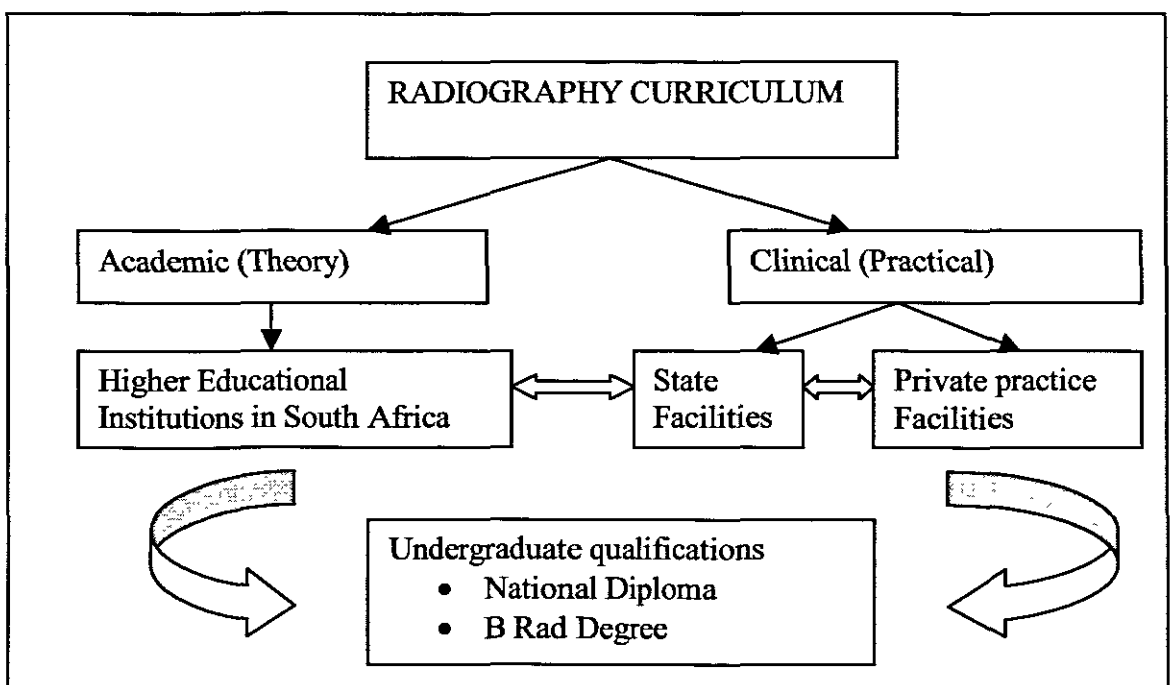 RADIOGRAPHY CURRICULUM
Academic (Theory)
Clinical (Practical)
Higher Educational
Institutions in South Africa
State
Facilities
Private practice
Facilities
Undergraduate qualifications
• National Diploma
• B Rad Degree